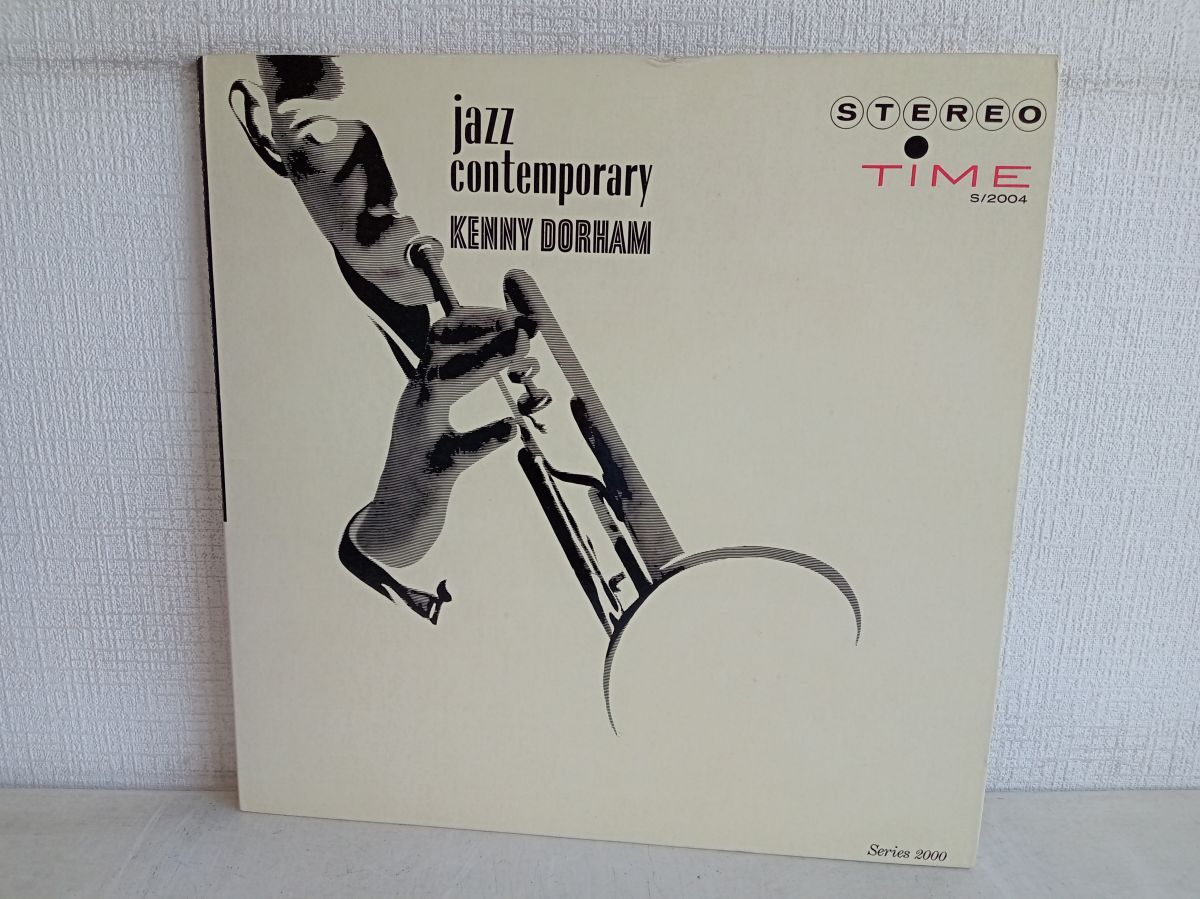 jazz
contemporary
KENNY DORHAM
STEREO
TIME
S/2004
Series 2000